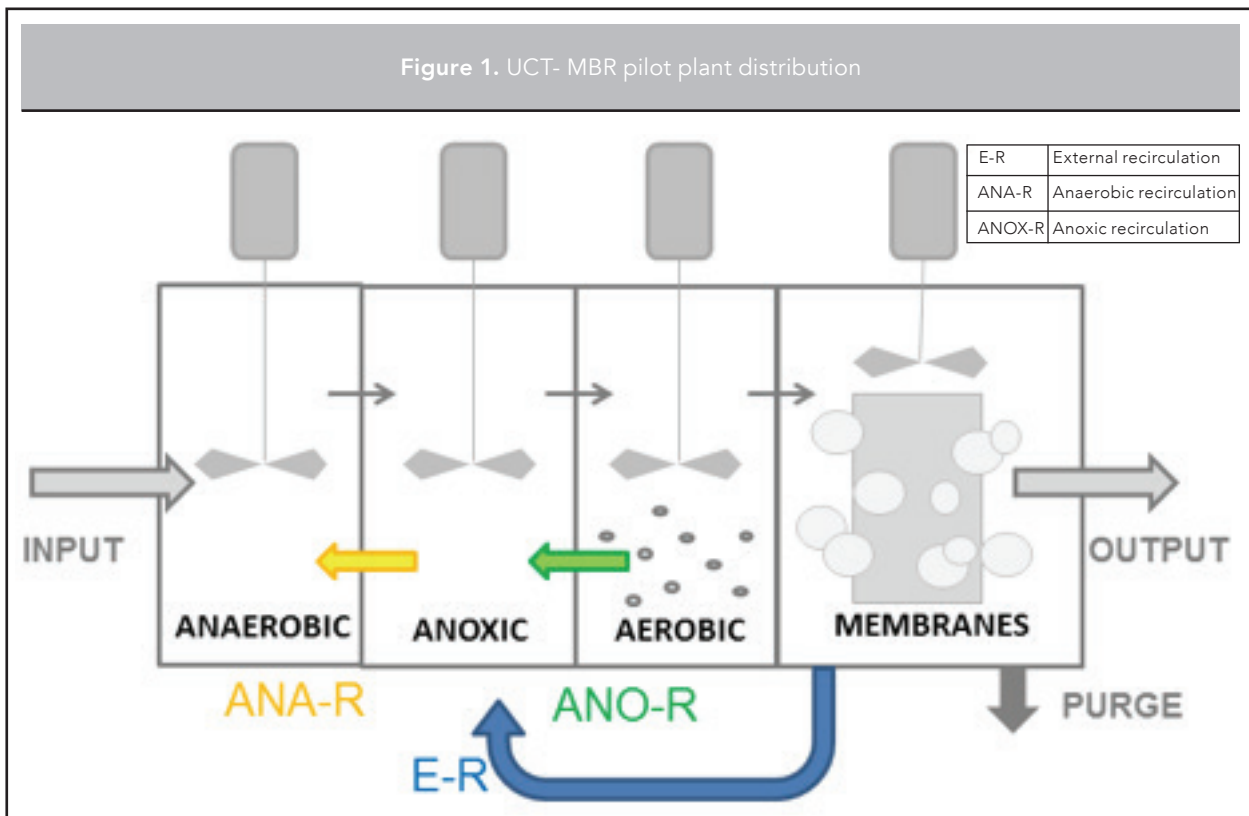 Figure 1. UCT- MBR pilot plant distribution
E-R External recirculation
ANA-R Anaerobic recirculation
ANOX-R Anoxic recirculation
INPUT
OUTPUT
ANAEROBIC ANOXIC AEROBIC MEMBRANES
ANA-R ANO-R PURGE
E-R